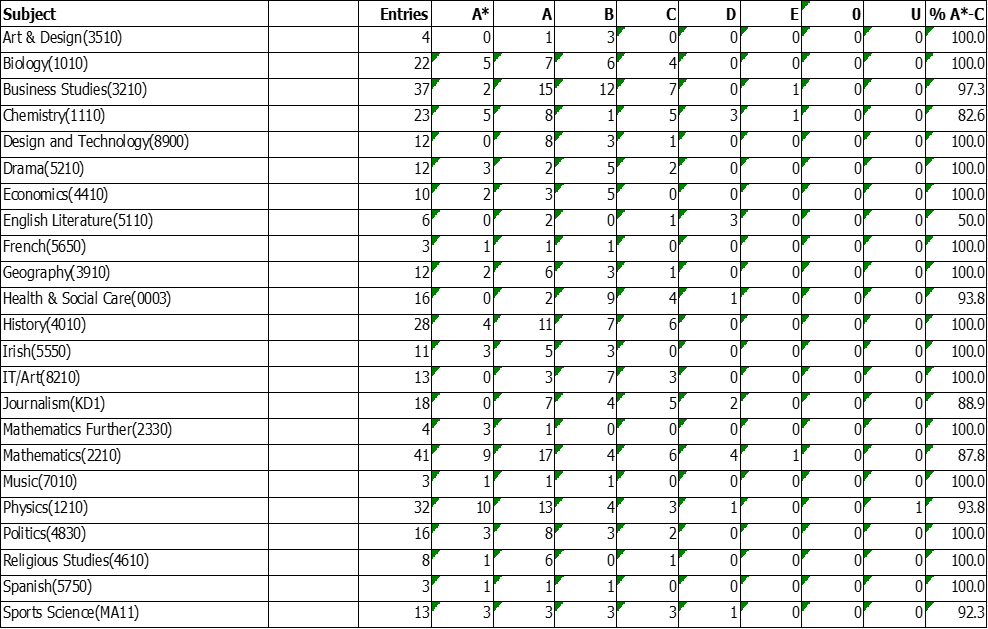 Subject Entries A* A B C D E 0 U % A*-C
Art & Design(3510) 4 0 1 3 0 0 0 0 0 100.0
Biology(1010) 22 5 7 6 4 0 0 0 0 100.0
Business Studies(3210) 37 2 15 12 7 0 1 0 0 97.3
Chemistry(1110) 23 5 8 1 5 3 1 0 0 82.6
Design and Technology(8900) 12 0 8 3 1 0 0 0 0 100.0
Drama(5210) 12 3 2 5 2 0 0 0 0 100.0
Economics(4410) 10 2 3 5 0 0 0 0 0 100.0
English Literature(5110) 6 0 2 0 1 3 0 0 0 50.0
French(5650) 3 1 1 1 0 0 0 0 0 100.0
Geography(3910) 12 2 6 3 1 0 0 0 0 100.0
Health & Social Care(0003) 16 0 2 9 4 1 0 0 0 93.8
History(4010) 28 4 11 7 6 0 0 0 0 100.0
Irish(5550) 11 3 5 3 0 0 0 0 0 100.0
IT/Art(8210) 13 0 3 7 3 0 0 0 0 100.0
Journalism(KD1) 18 0 7 4 5 2 0 0 0 88.9
Mathematics Further(2330) 4 3 1 0 0 0 0 0 0 100.0
Mathematics(2210) 41 9 17 4 6 4 1 0 0 87.8
Music(7010) 3 1 1 1 0 0 0 0 0 100.0
Physics(1210) 32 10 13 4 3 1 0 0 1 93.8
Politics(4830) 16 3 8 3 2 0 0 0 0 100.0
Religious Studies(4610) 8 1 6 0 1 0 0 0 0 100.0
Spanish(5750) 3 1 1 1 0 0 0 0 0 100.0
Sports Science(MA11) 13 3 3 3 3 1 0 0 0 92.3